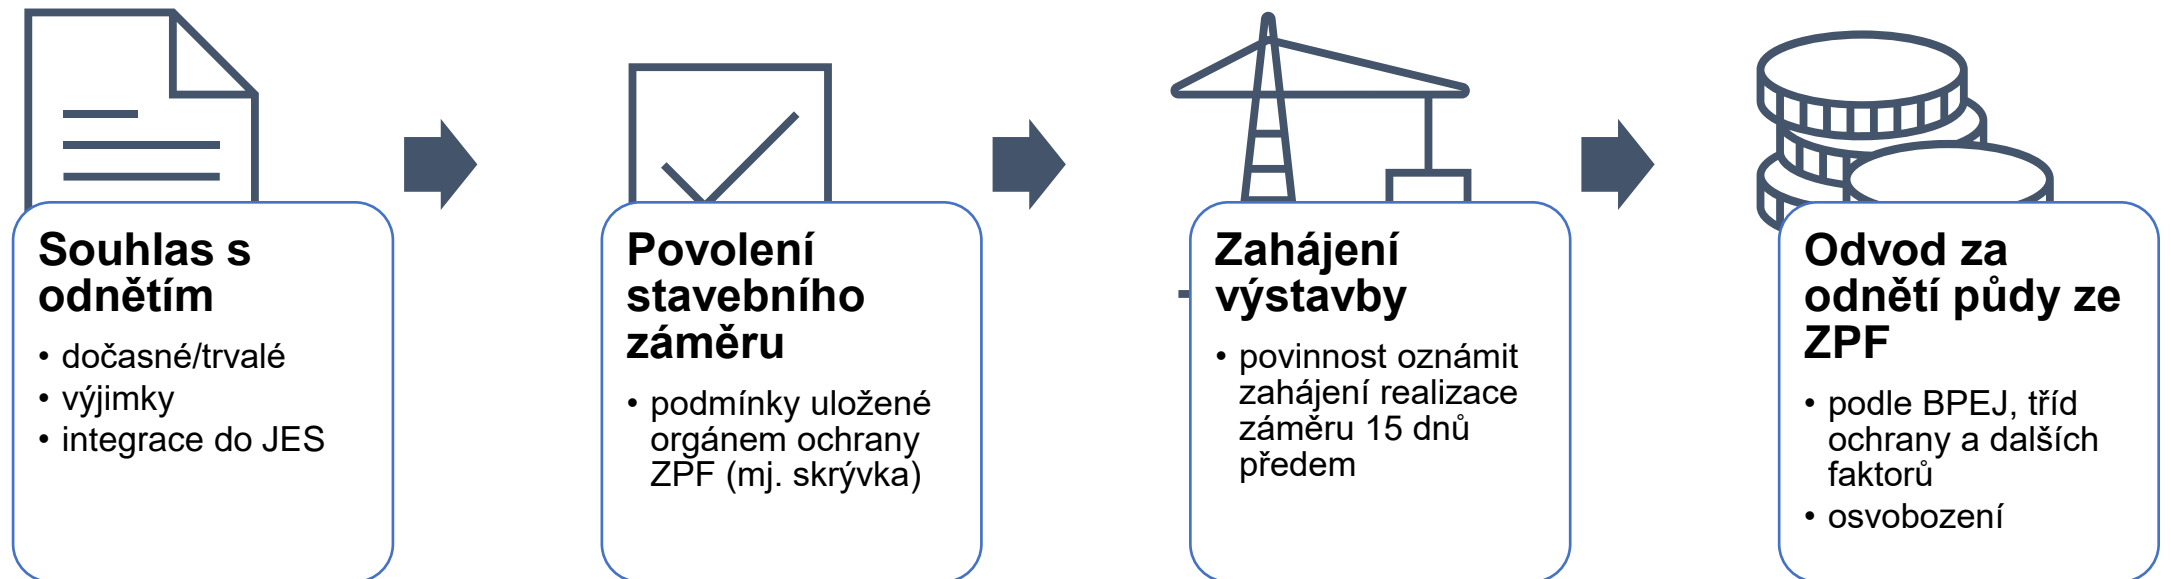 Souhlas s
odnětím
• dočasné/trvalé
• výjimky
• integrace do JES
Povolení
stavebního
záměru
• podmínky uložené
orgánem ochrany
ZPF (mj. skrývka)
Zahájení
výstavby
• povinnost oznámit
zahájení realizace
záměru 15 dnů
předem
Odvod za
odnětí půdy ze
ZPF
• podle BPEJ, tříd
ochrany a dalších
faktorů
• osvobození